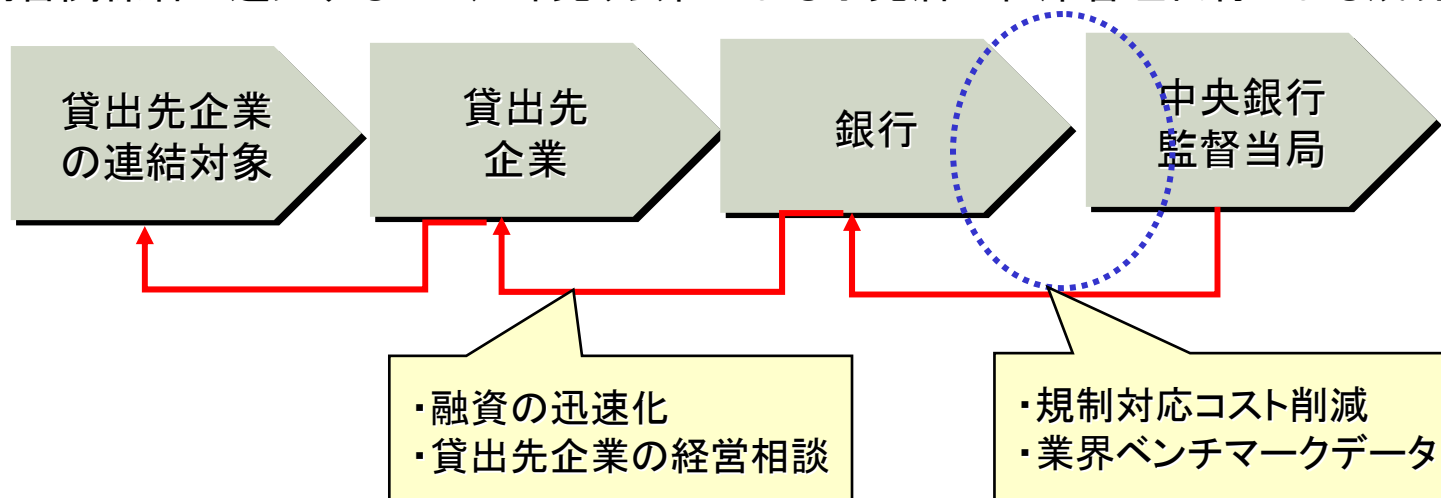 貸出先企業
の連結対象
貸出先
企業
銀行
中央銀行
監督当局
・融資の迅速化
・貸出先企業の経営相談
・規制対応コスト削減
・業界ベンチマークデータ